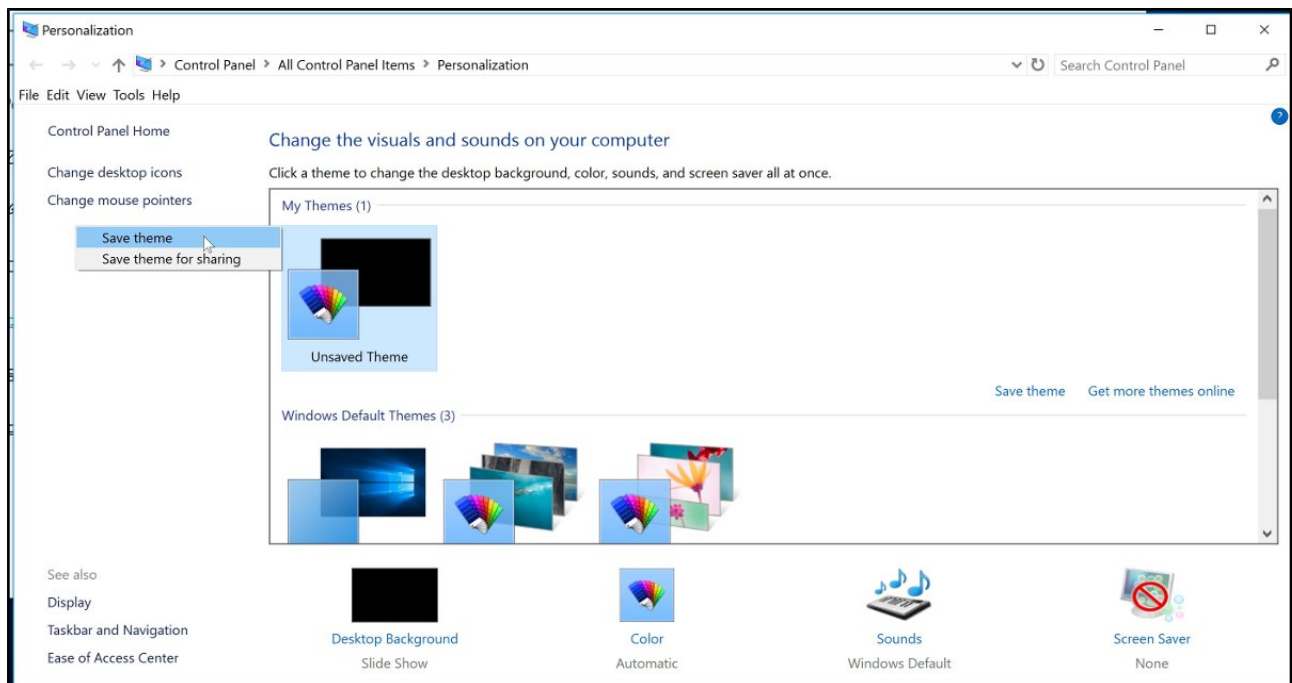 Personalization
Control Panel > All Control Panel Items > Personalization
Search Control Panel
File Edit View Tools Help
Control Panel Home
Change desktop icons
Change mouse pointers
Save theme
Save theme for sharing
Change the visuals and sounds on your computer
Click a theme to change the desktop background, color, sounds, and screen saver all at once.
My Themes (1)
Unsaved Theme
Save theme Get more themes online
Windows Default Themes (3)
See also
Display
Taskbar and Navigation
Ease of Access Center
Desktop Background
Slide Show
Color
Automatic
Sounds
Windows Default
Screen Saver
None